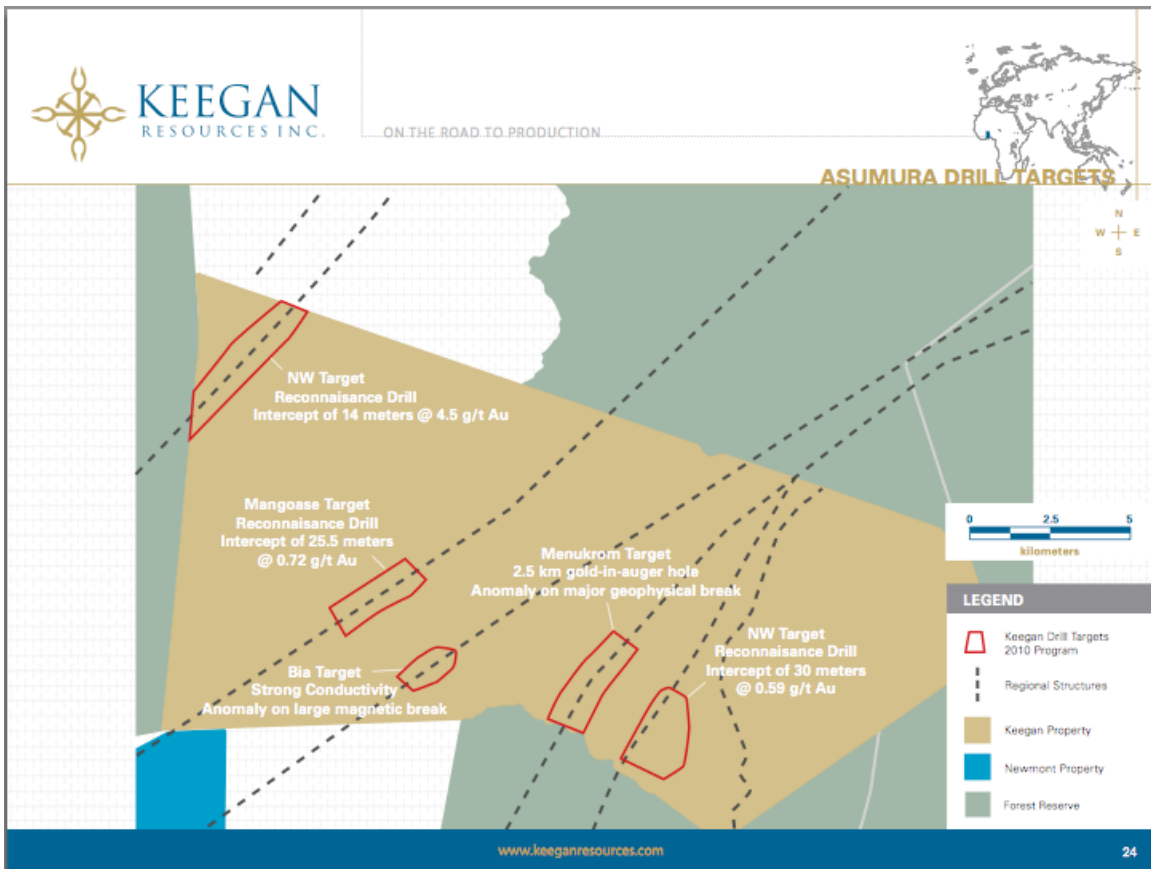 KEEGAN
RESOURCES INC.
ON THE ROAD TO PRODUCTION
ASUMURA DRILL TARGETS
N
W E
S
NW Target
Reconnaisance Drill
Intercept of 14 meters @ 4.5 g/t Au
Mangoase Target
Reconnaisance Drill
Intercept of 25.5 meters
@ 0.72 g/t Au
Menukrom Target
2.5 km gold-in-auger hole
Anomaly on major geophysical break
NW Target
Reconnaisance Drill
Intercept of 30 meters
@ 0.59 g/t Au
Bia Target
Strong Conductivity
Anomaly on large magnetic break
0 2.5 5
kilometers
LEGEND
Keegan Drill Targets
2010 Program
Regional Structures
Keegan Property
Newmont Property
Forest Reserve
www.keeganresources.com
24